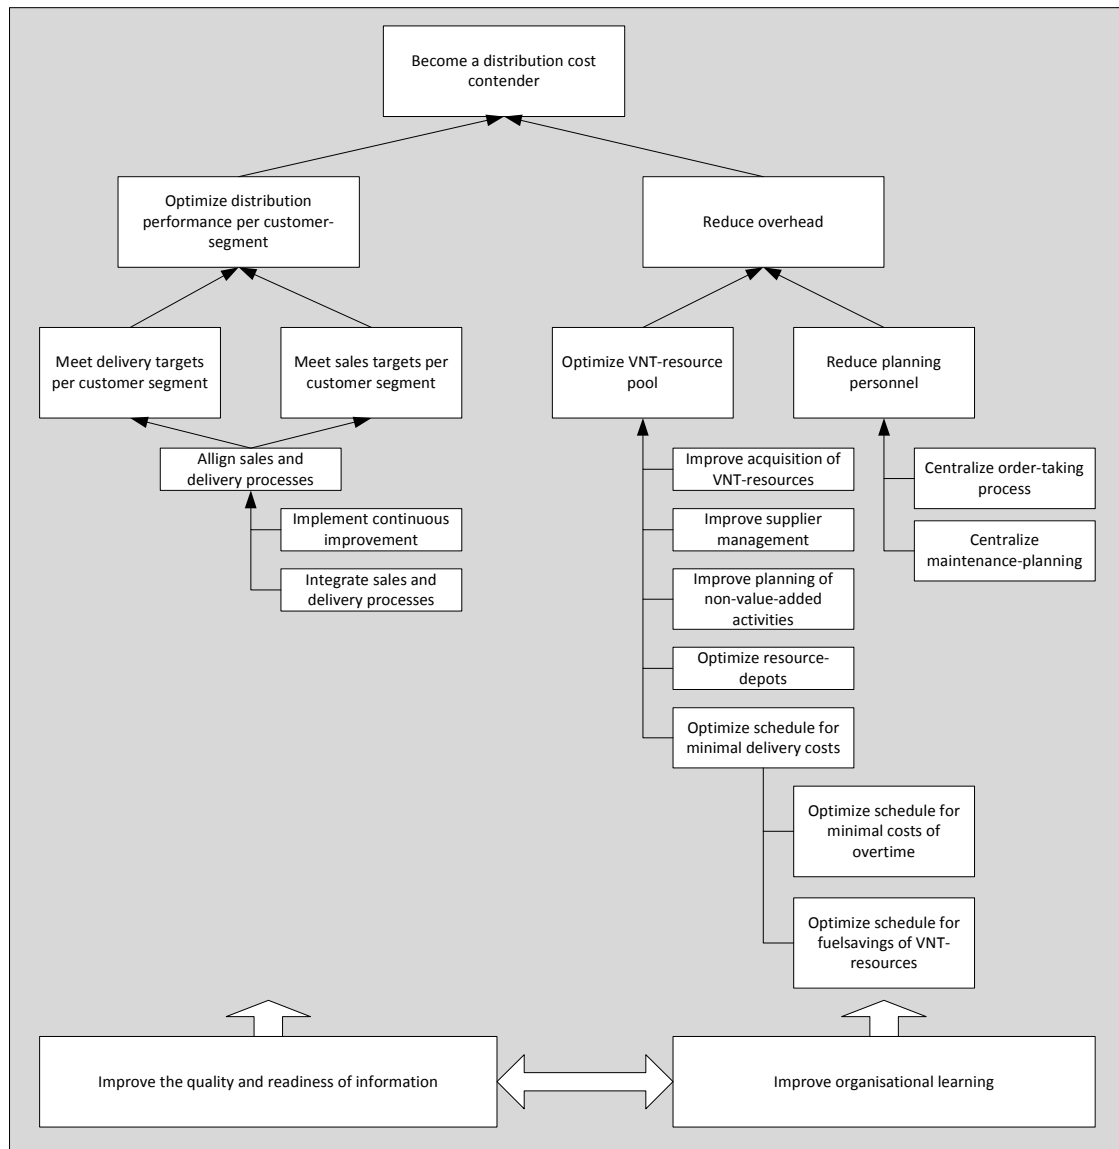 Become a distribution cost
contender
Optimize distribution
performance per customer-
segment
Reduce overhead
Meet delivery targets
per customer segment
Meet sales targets per
customer segment
Optimize VNT-resource
pool
Reduce planning
personnel
Allign sales and
delivery processes
Implement continuous
improvement
Integrate sales and
delivery processes
Improve acquisition of
VNT-resources
Improve supplier
management
Improve planning of
non-value-added
activities
Optimize resource-
depots
Optimize schedule for
minimal delivery costs
Centralize order-taking
process
Centralize
maintenance-planning
Optimize schedule for
minimal costs of
overtime
Optimize schedule for
fuelsavings of VNT-
resources
Improve the quality and readiness of information
Improve organisational learning